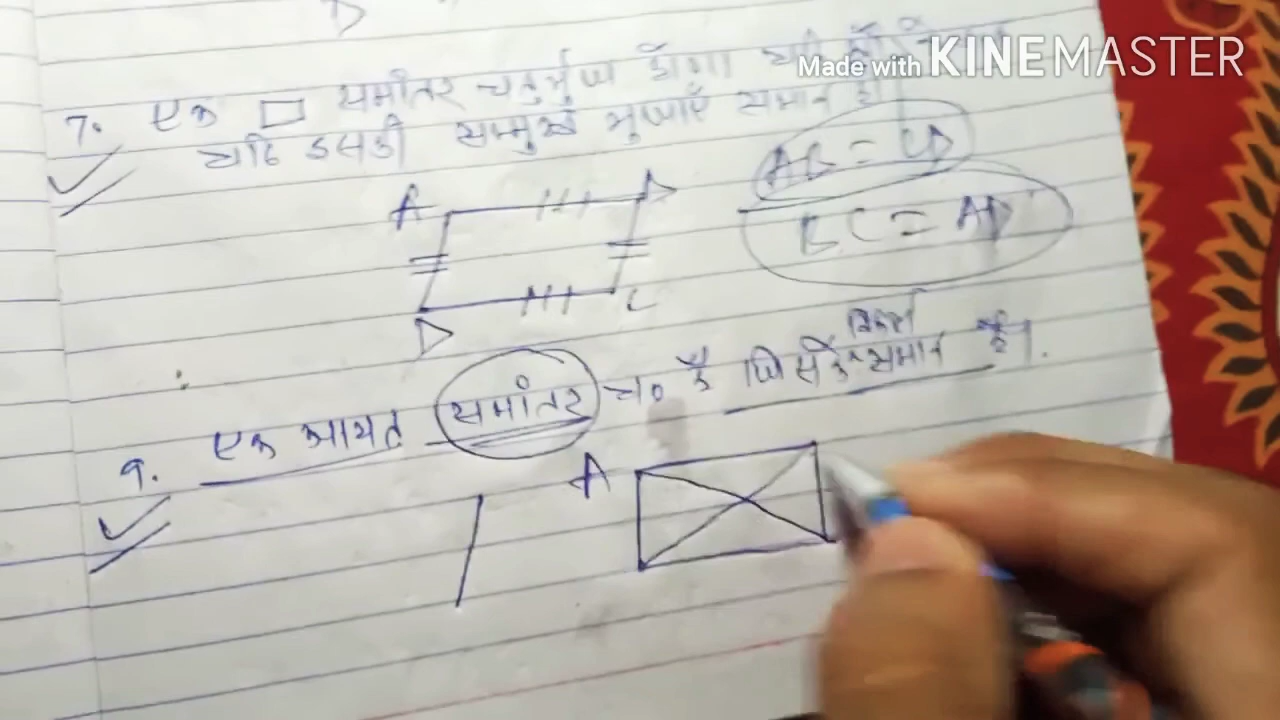 D
7. एक □ समांतर चतुर्भुज होगा
यदि इसकी सम्मुख भुजाएँ समान हो।
Made with KINEMASTER
AB = CD
BC = AD
A D
D C
9. एक आयत समांतर च० है जिसके विकर्ण समान है।
A